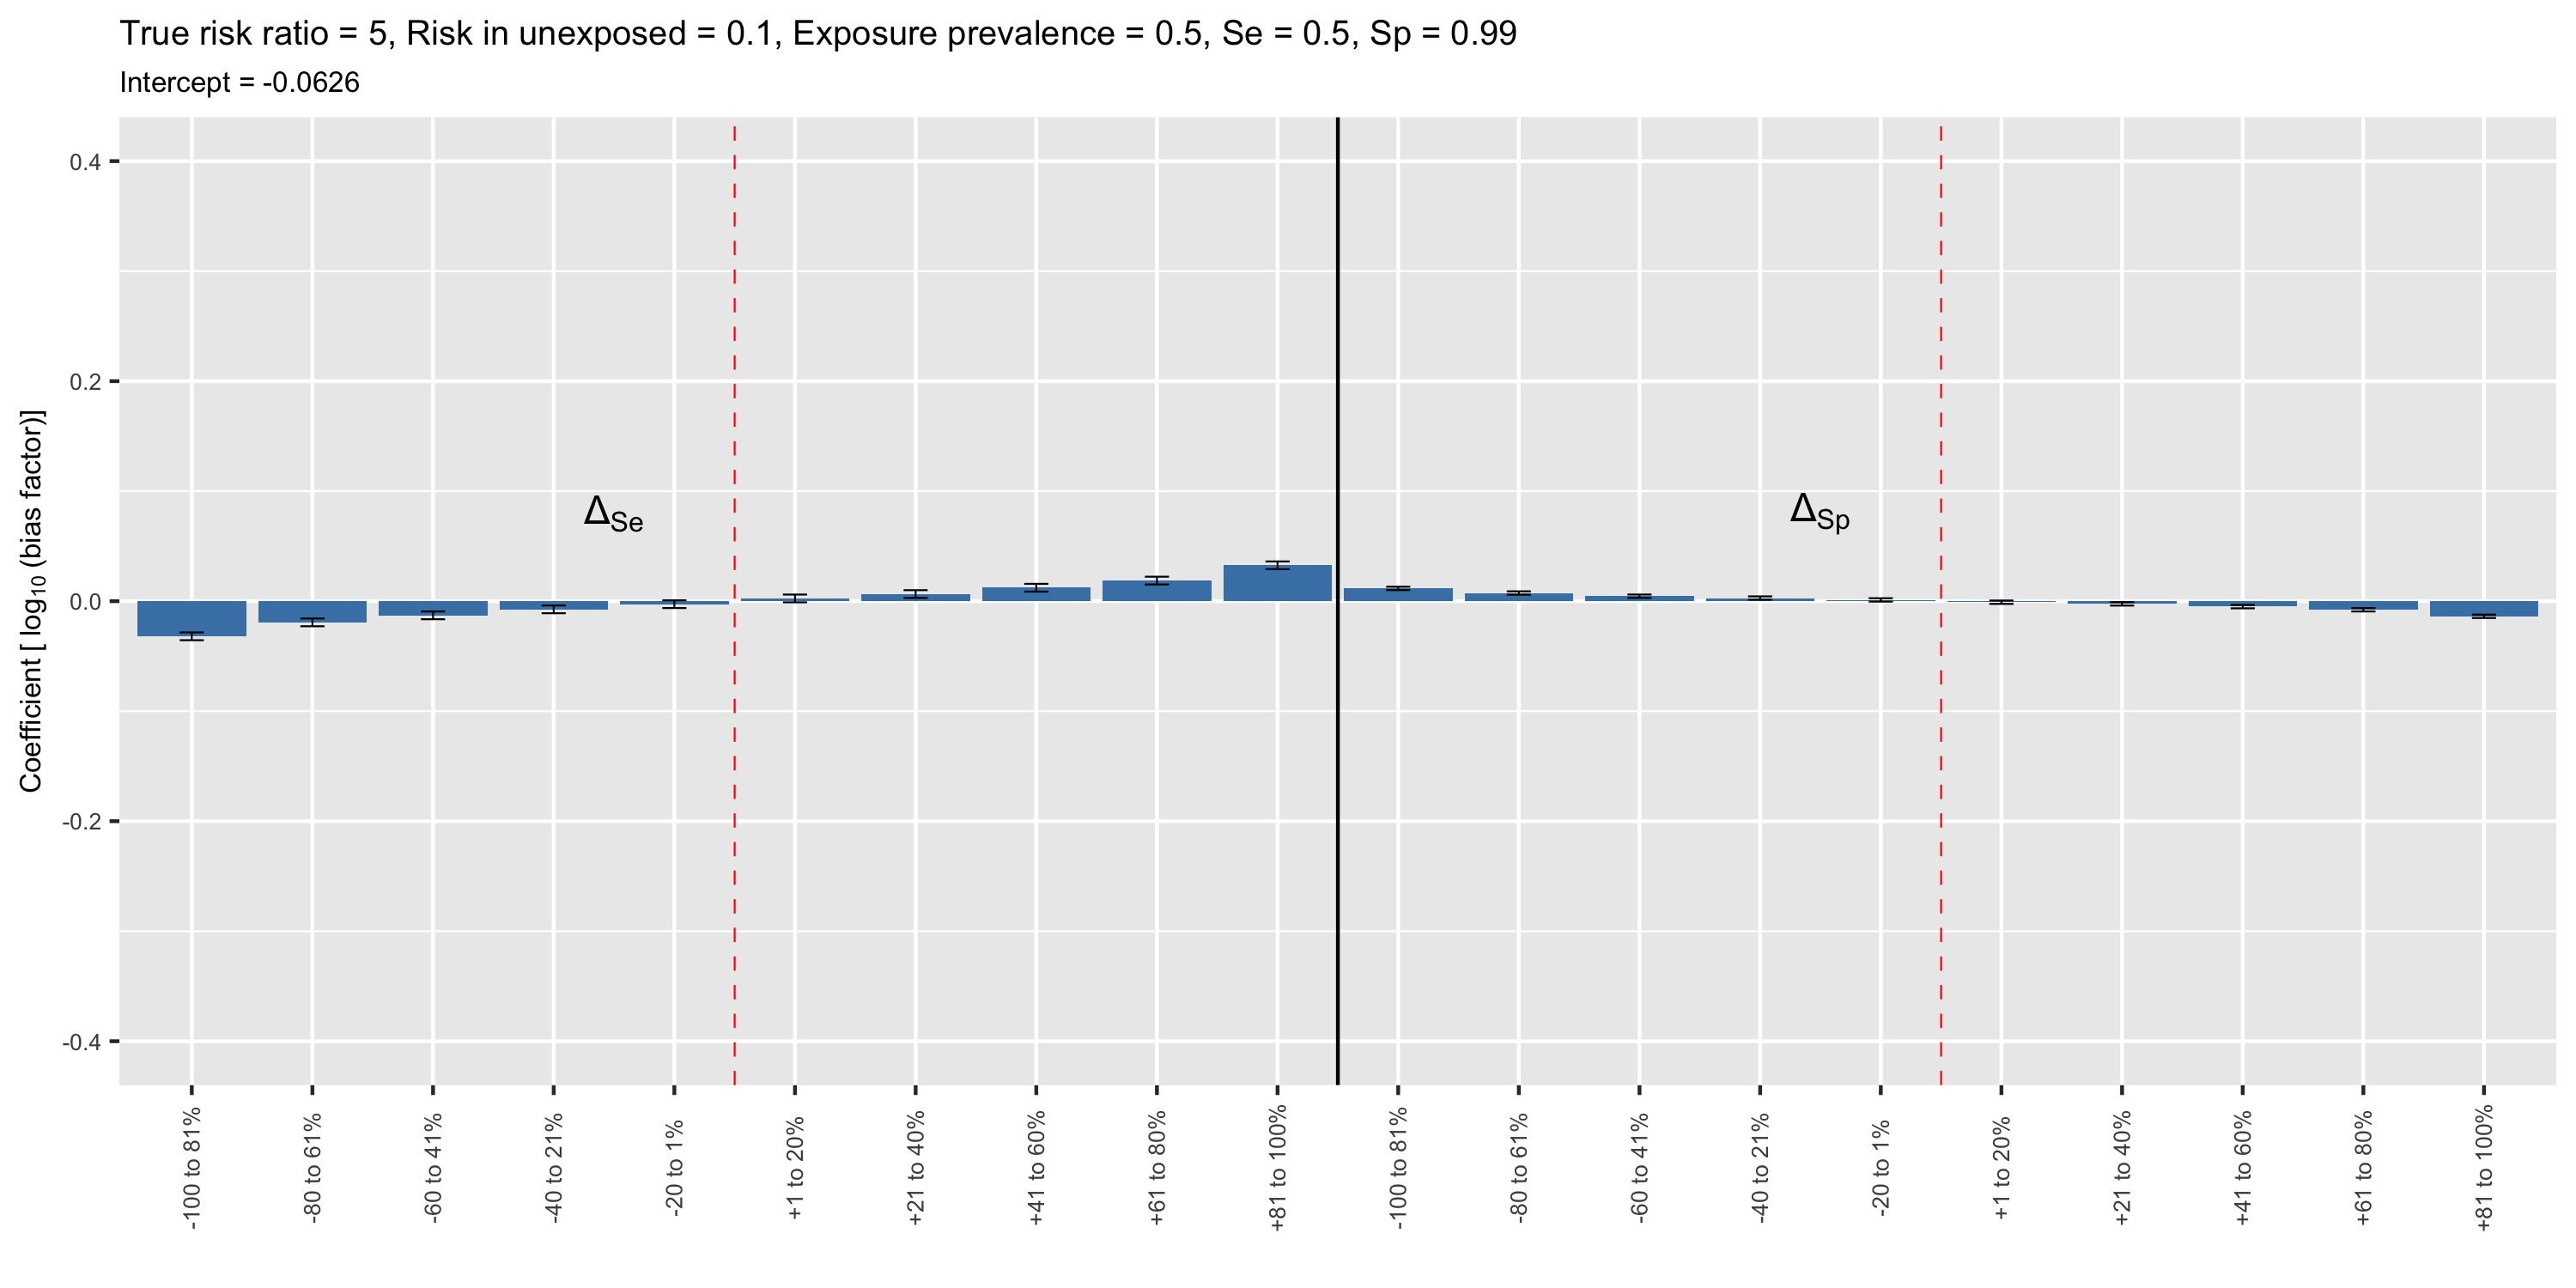 True risk ratio = 5, Risk in unexposed = 0.1, Exposure prevalence = 0.5, Se = 0.5, Sp = 0.99
Intercept = -0.0626
Coefficient [ log10 (bias factor)]
0.4
0.2
0.0
-0.2
-0.4
ΔSe
ΔSp
-100 to 81%
-80 to 61%
-60 to 41%
-40 to 21%
-20 to 1%
+1 to 20%
+21 to 40%
+41 to 60%
+61 to 80%
+81 to 100%
-100 to 81%
-80 to 61%
-60 to 41%
-40 to 21%
-20 to 1%
+1 to 20%
+21 to 40%
+41 to 60%
+61 to 80%
+81 to 100%